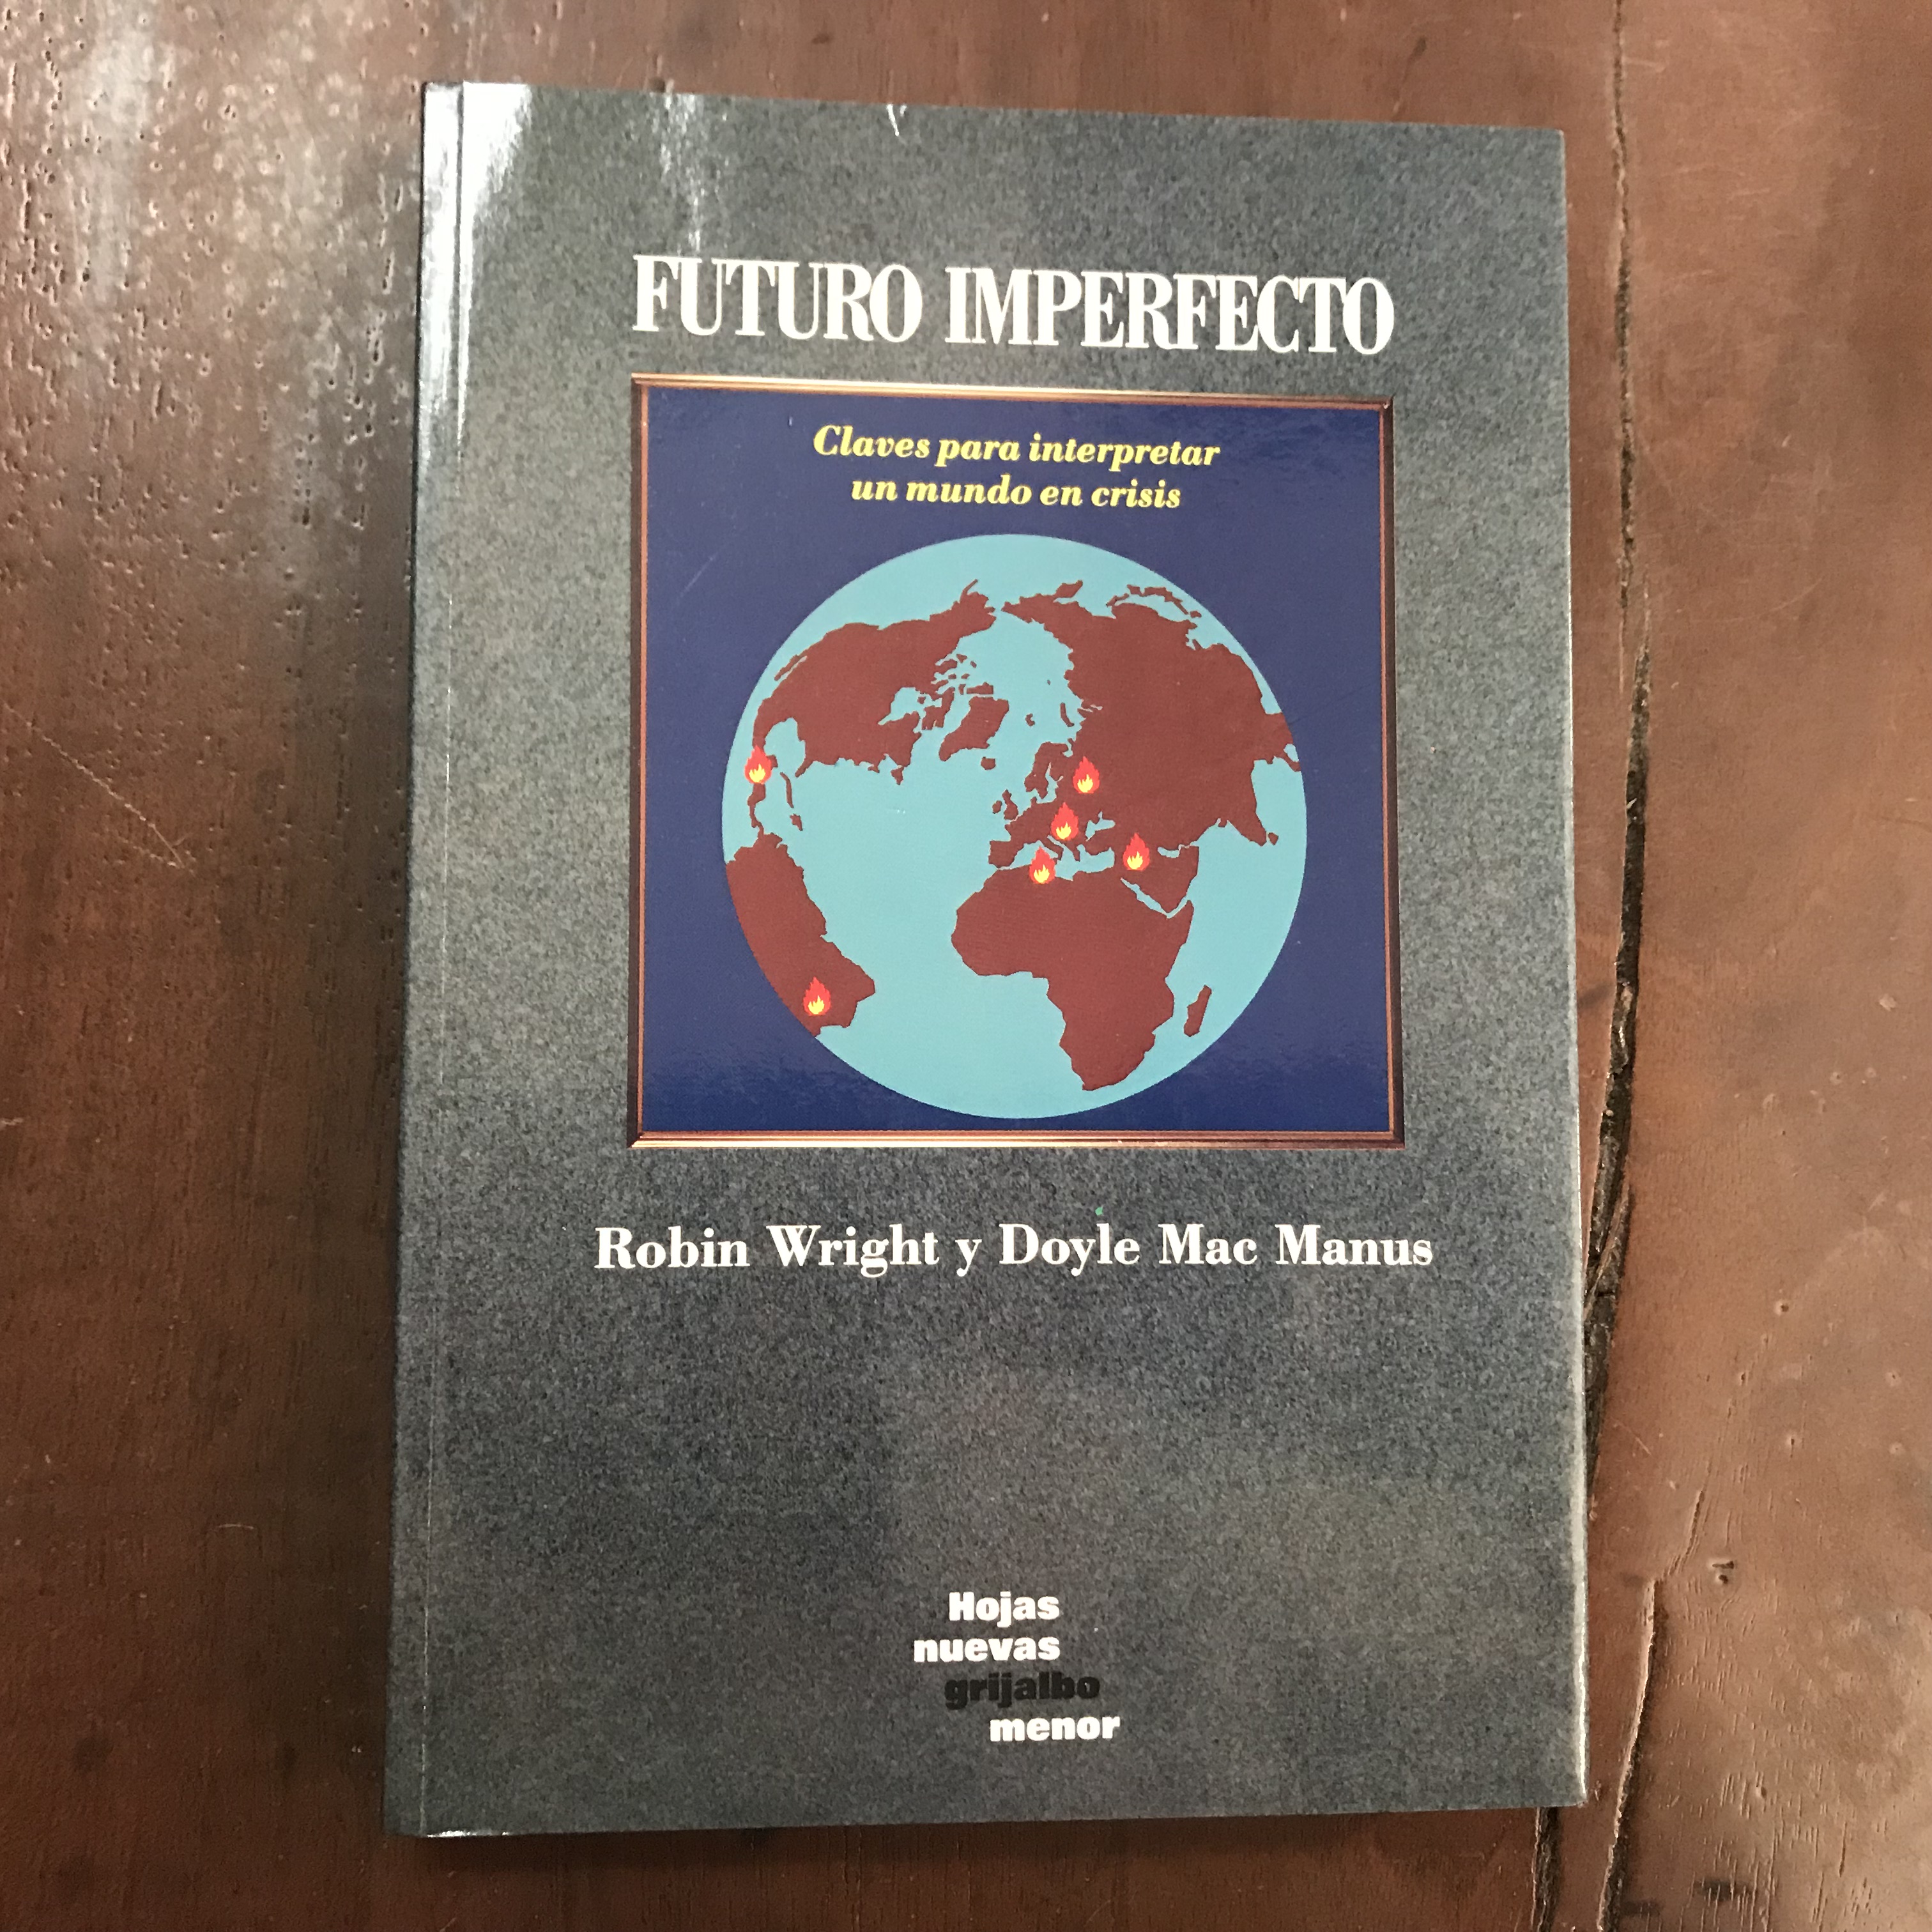 FUTURO IMPERFECTO
Claves para interpretar
un mundo en crisis
Robin Wright y Doyle Mac Manus
Hojas
nuevas
grijalbo
menor